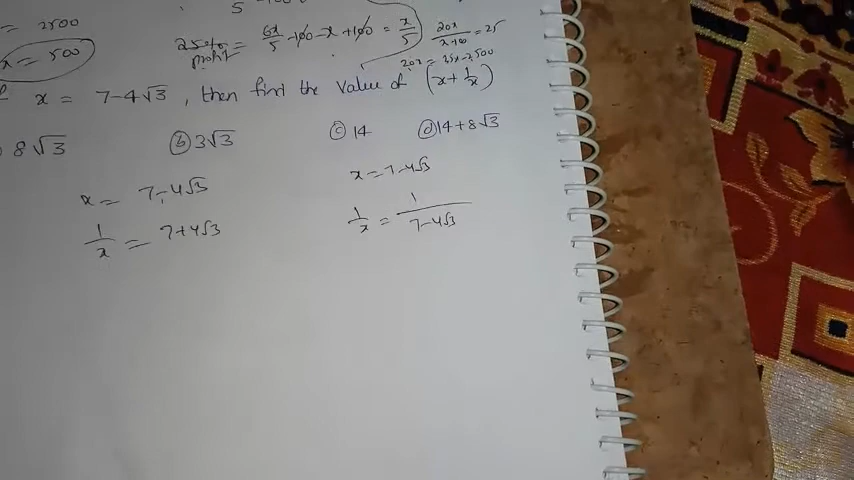 5
= 2500
25% profit = 6x/5 - 100 - x + 100 = x/5
20x/x+100 = 25
x = 500
20x = 25x - 2500
x = 7-4√3, then find the value of (x + 1/x)
8√3 (b) 3√3 (c) 14 (d) 14+8√3
x = 7-4√3
x = 7-4√3
1/x = 7+4√3
1/x = 1/7-4√3